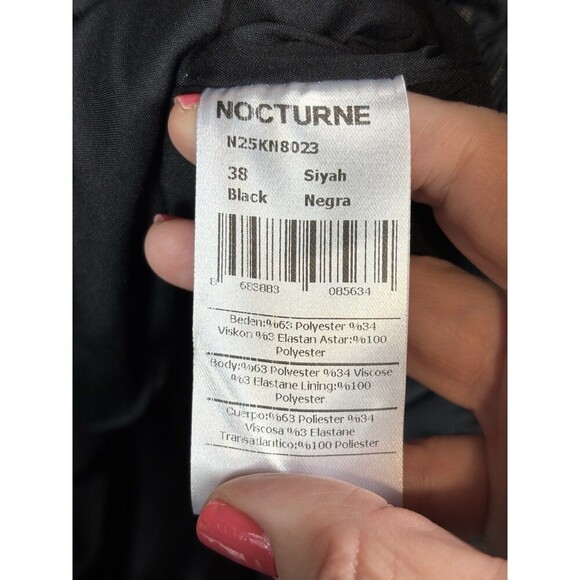 NOCTURNE
N25KN8023
38 Siyah
Black Negra
8 683883 085634
Beden:%63 Polyester %34
Viskon %3 Elastan Astar:%100
Polyester
Body:%63 Polyester %34 Viscose
%3 Elastane Lining:%100
Polyester
Cuerpo:%63 Poliester %34
Viscosa %3 Elastane
Transatlantico:%100 Poliester